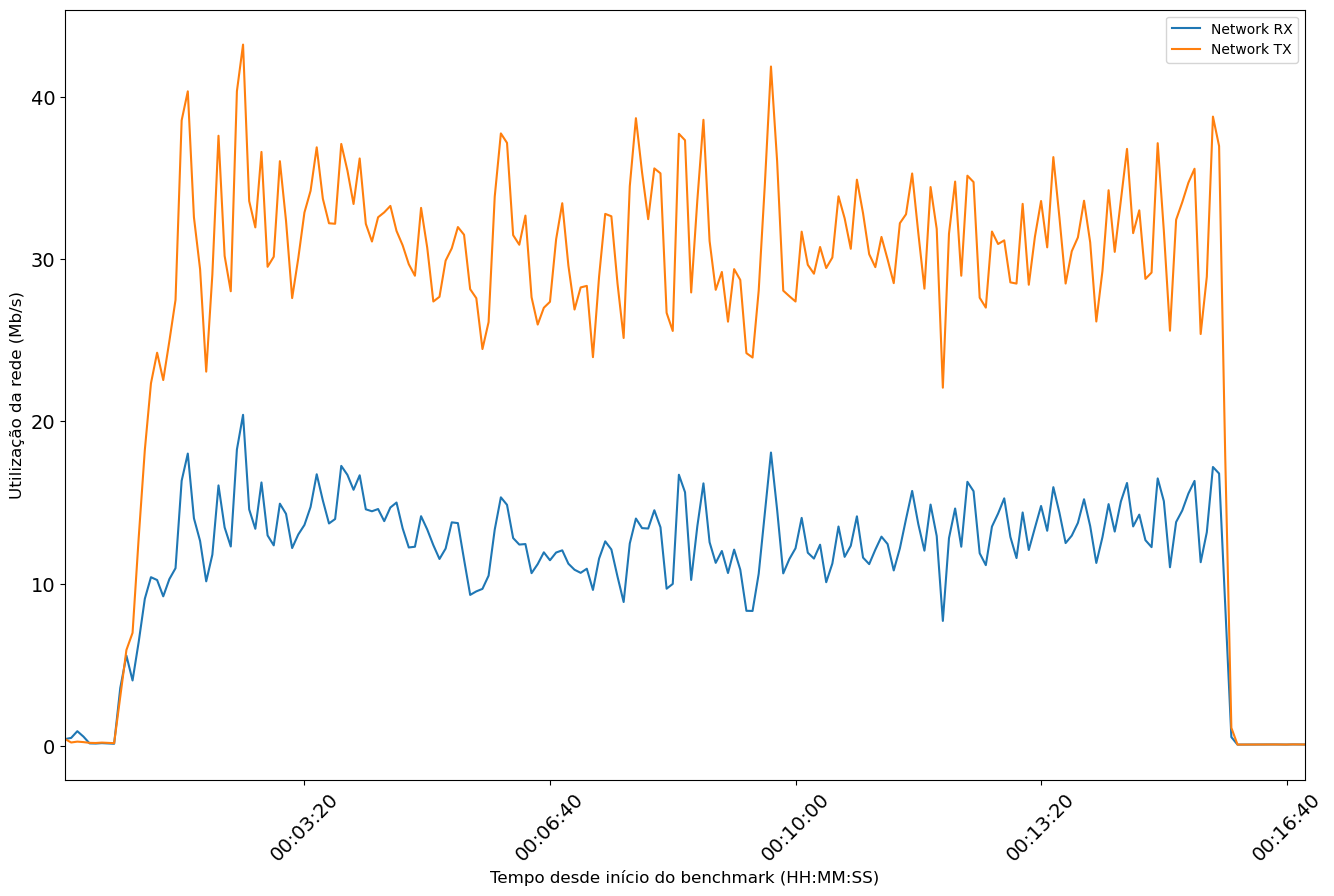 Network RX
Network TX
40
30
20
10
0
Utilização da rede (Mb/s)
00:03:20
00:06:40
00:10:00
00:13:20
00:16:40
Tempo desde início do benchmark (HH:MM:SS)